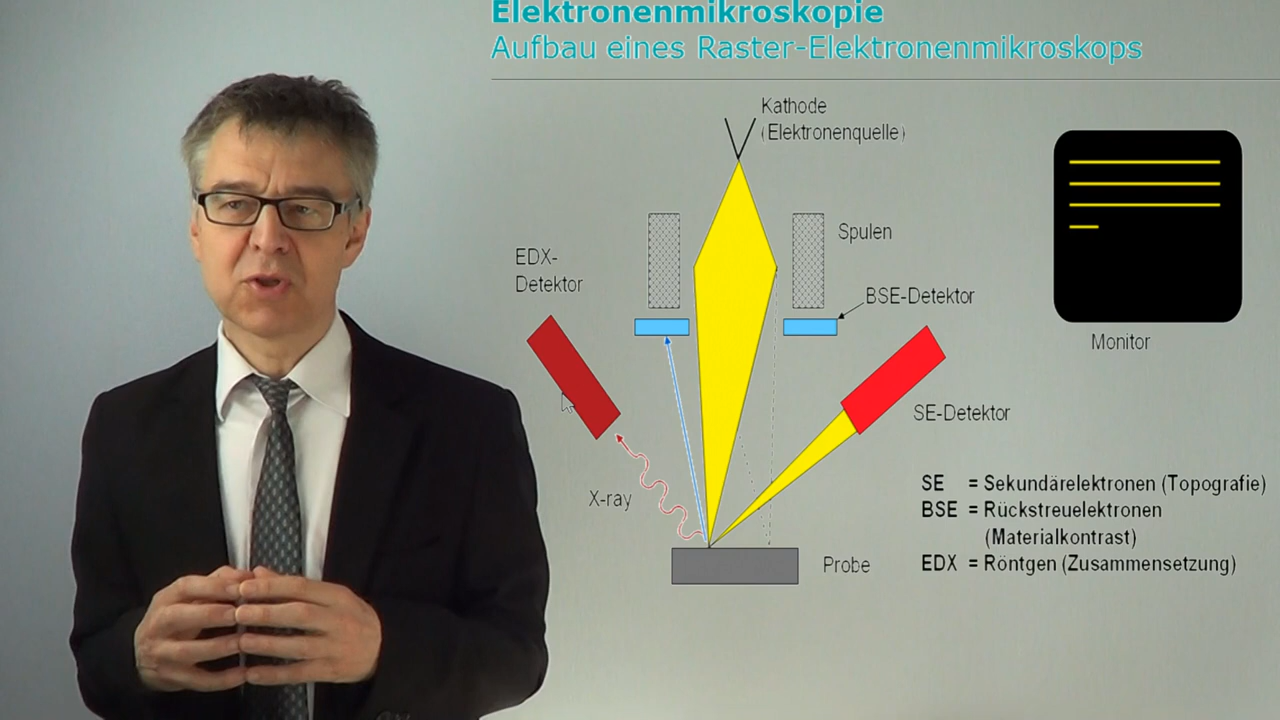 Elektronenmikroskopie
Aufbau eines Raster-Elektronenmikroskops
Kathode
(Elektronenquelle)
Spulen
EDX-
Detektor
BSE-Detektor
Monitor
SE-Detektor
X-ray
Probe
SE = Sekundärelektronen (Topografie)
BSE = Rückstreuelektronen
(Materialkontrast)
EDX = Röntgen (Zusammensetzung)